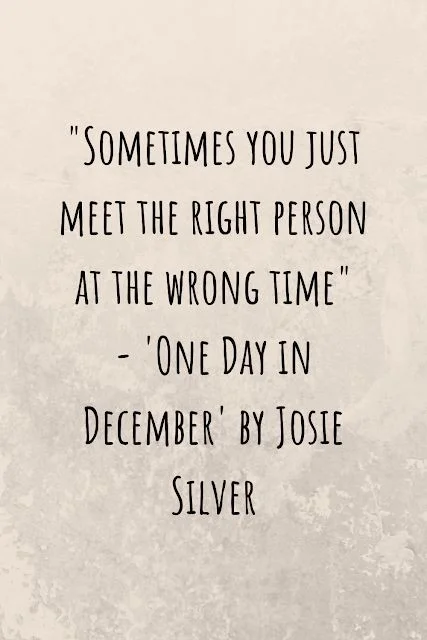 "Sometimes you just
meet the right person
at the wrong time"
- 'One Day in
December' by Josie
Silver